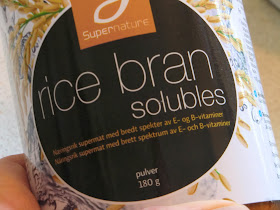 Supernature
rice bran
solubles
Næringsrik supermat med bredt spekter av E- og B-vitaminer
Näringsrik supermat med brett spektrum av E- och B-vitaminer
pulver
180 g